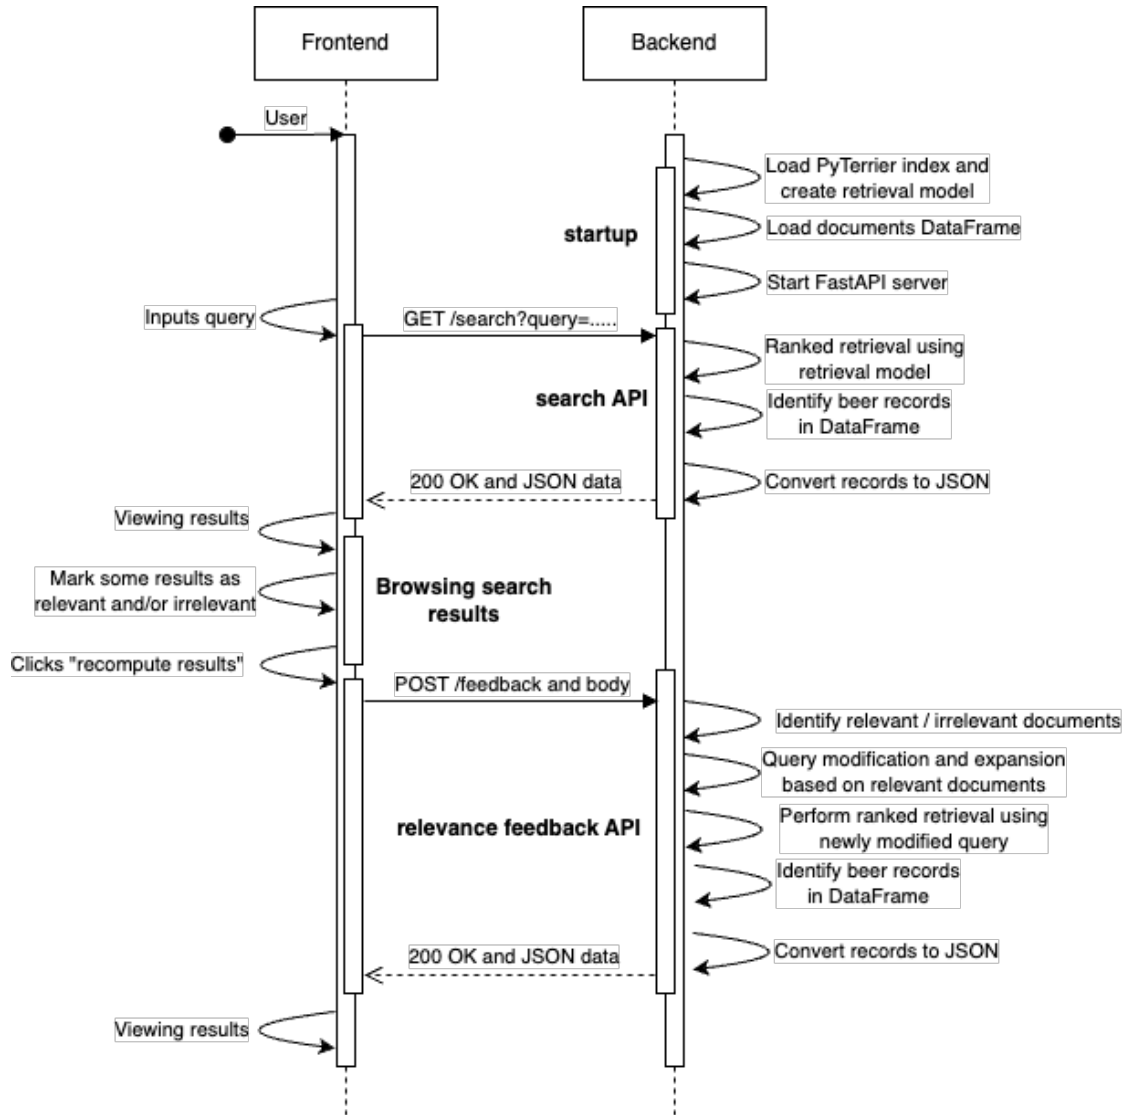 Frontend
Backend
User
Load PyTerrier index and
create retrieval model
startup
Load documents DataFrame
Start FastAPI server
Inputs query
GET /search?query=.....
Ranked retrieval using
retrieval model
search API
Identify beer records
in DataFrame
200 OK and JSON data
Convert records to JSON
Viewing results
Mark some results as
relevant and/or irrelevant
Browsing search
results
Clicks "recompute results"
POST /feedback and body
Identify relevant / irrelevant documents
Query modification and expansion
based on relevant documents
relevance feedback API
Perform ranked retrieval using
newly modified query
Identify beer records
in DataFrame
200 OK and JSON data
Convert records to JSON
Viewing results